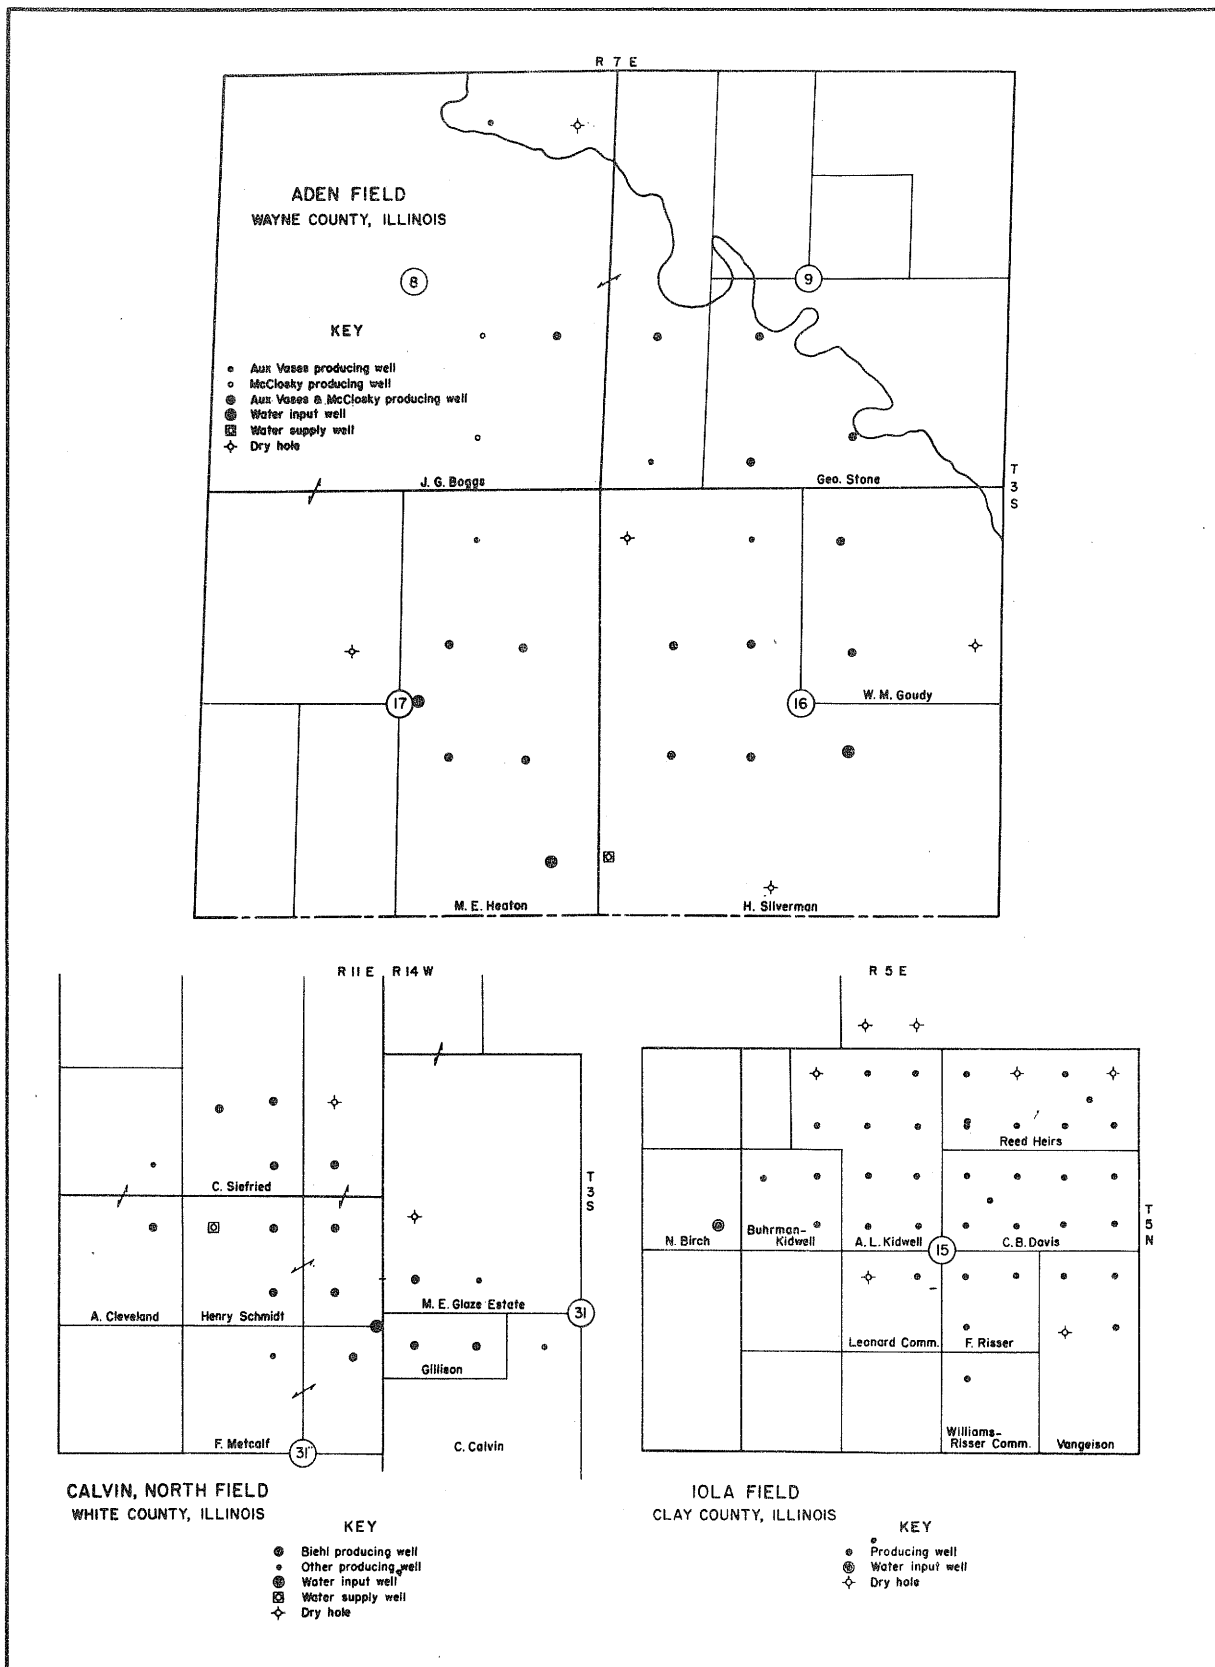 R 7 E
ADEN FIELD
WAYNE COUNTY, ILLINOIS
8
9
KEY
Aux Vases producing well
McClosky producing well
Aux Vases & McClosky producing well
Water input well
Water supply well
Dry hole
J. G. Boggs
Geo. Stone
T
3
S
17
16
W. M. Goudy
M. E. Heaton
H. Silverman
R 11 E
R 14 W
C. Siefried
T
3
S
A. Cleveland
Henry Schmidt
M. E. Glaze Estate
31
Gillison
F. Metcalf
31
C. Calvin
CALVIN, NORTH FIELD
WHITE COUNTY, ILLINOIS
KEY
Biehl producing well
Other producing well
Water input well
Water supply well
Dry hole
R 5 E
Reed Heirs
T
5
N
N. Birch
Buhrman-
Kidwell
A. L. Kidwell
15
C. B. Davis
Leonard Comm.
F. Risser
Williams-
Risser Comm.
Vangeison
IOLA FIELD
CLAY COUNTY, ILLINOIS
KEY
Producing well
Water input well
Dry hole